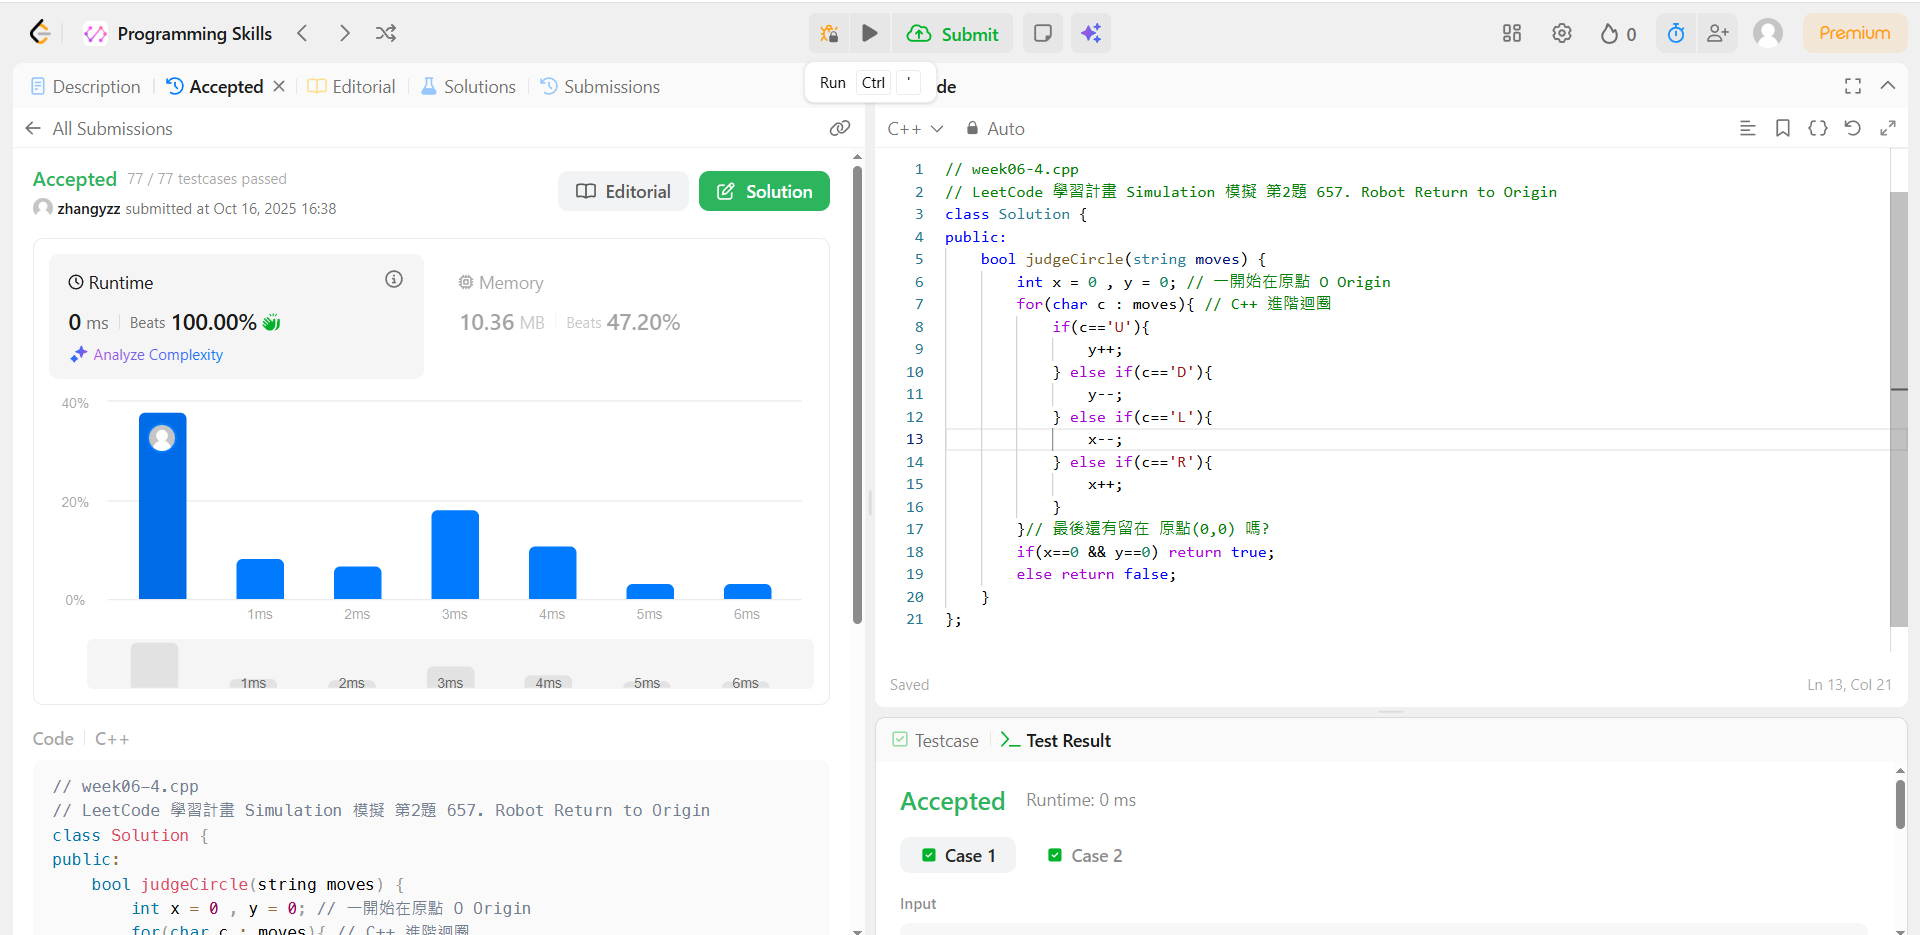 Programming Skills
Submit
0
Premium
Run Ctrl '
de
Description
Accepted
Editorial
Solutions
Submissions
All Submissions
Accepted 77 / 77 testcases passed
zhangyzz submitted at Oct 16, 2025 16:38
Editorial
Solution
Runtime
0 ms Beats 100.00%
Analyze Complexity
Memory
10.36 MB Beats 47.20%
40%
20%
0%
1ms 2ms 3ms 4ms 5ms 6ms
1ms 2ms 3ms 4ms 5ms 6ms
Code C++
// week06-4.cpp
// LeetCode 學習計畫 Simulation 模擬 第2題 657. Robot Return to Origin
class Solution {
public:
bool judgeCircle(string moves) {
int x = 0 , y = 0; // 一開始在原點 O Origin
for(char c : moves){ // C++ 進階迴圈
C++ Auto
1 // week06-4.cpp
2 // LeetCode 學習計畫 Simulation 模擬 第2題 657. Robot Return to Origin
3 class Solution {
4 public:
5 bool judgeCircle(string moves) {
6 int x = 0 , y = 0; // 一開始在原點 O Origin
7 for(char c : moves){ // C++ 進階迴圈
8 if(c=='U'){
9 y++;
10 } else if(c=='D'){
11 y--;
12 } else if(c=='L'){
13 x--;
14 } else if(c=='R'){
15 x++;
16 }
17 }// 最後還有留在 原點(0,0) 嗎?
18 if(x==0 && y==0) return true;
19 else return false;
20 }
21 };
Saved
Ln 13, Col 21
Testcase
Test Result
Accepted Runtime: 0 ms
Case 1 Case 2
Input